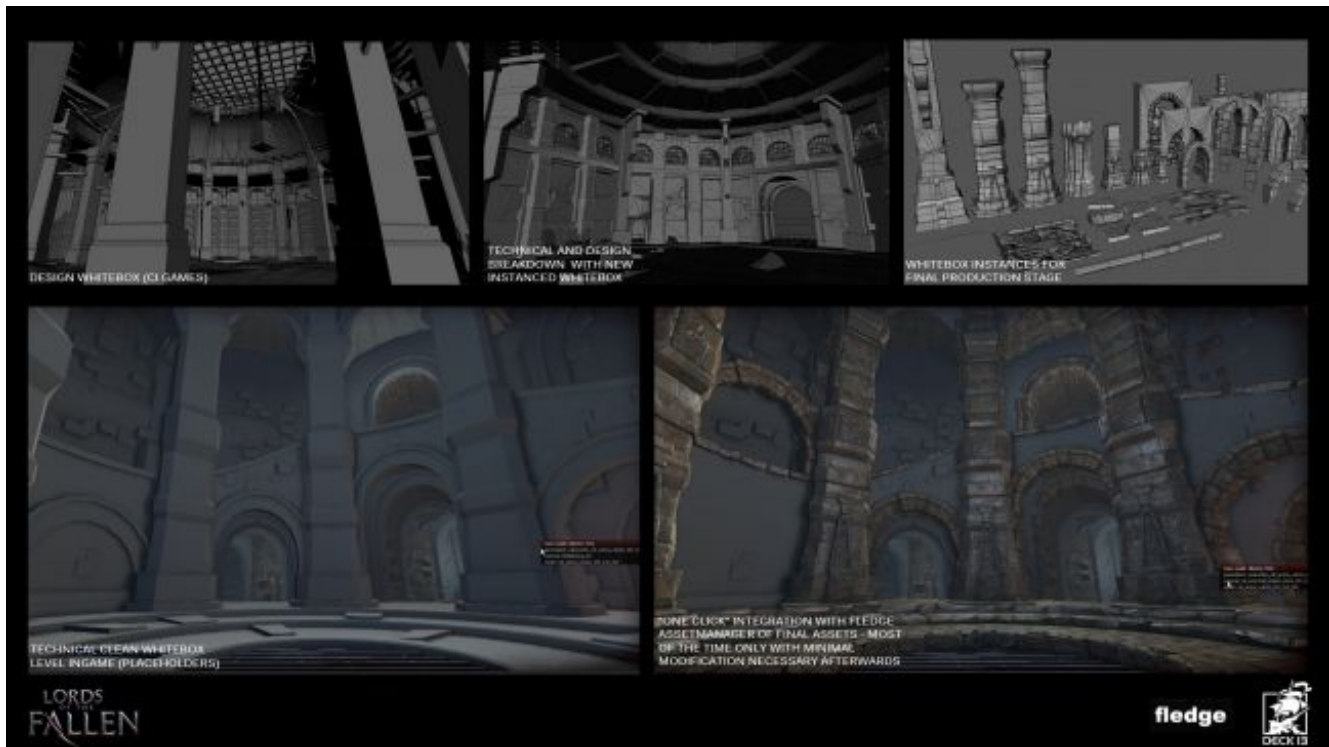 DESIGN WHITEBOX (CI GAMES)
TECHNICAL AND DESIGN
BREAKDOWN WITH NEW
INSTANCED WHITEBOX
WHITEBOX INSTANCES FOR
FINAL PRODUCTION STAGE
TECHNICAL CLEAN WHITEBOX
LEVEL INGAME (PLACEHOLDERS)
"ONE CLICK" INTEGRATION WITH FLEDGE
ASSETMANAGER OF FINAL ASSETS - MOST
OF THE TIME ONLY WITH MINIMAL
MODIFICATION NECESSARY AFTERWARDS
LORDS
OF THE
FALLEN
fledge
DECK 13